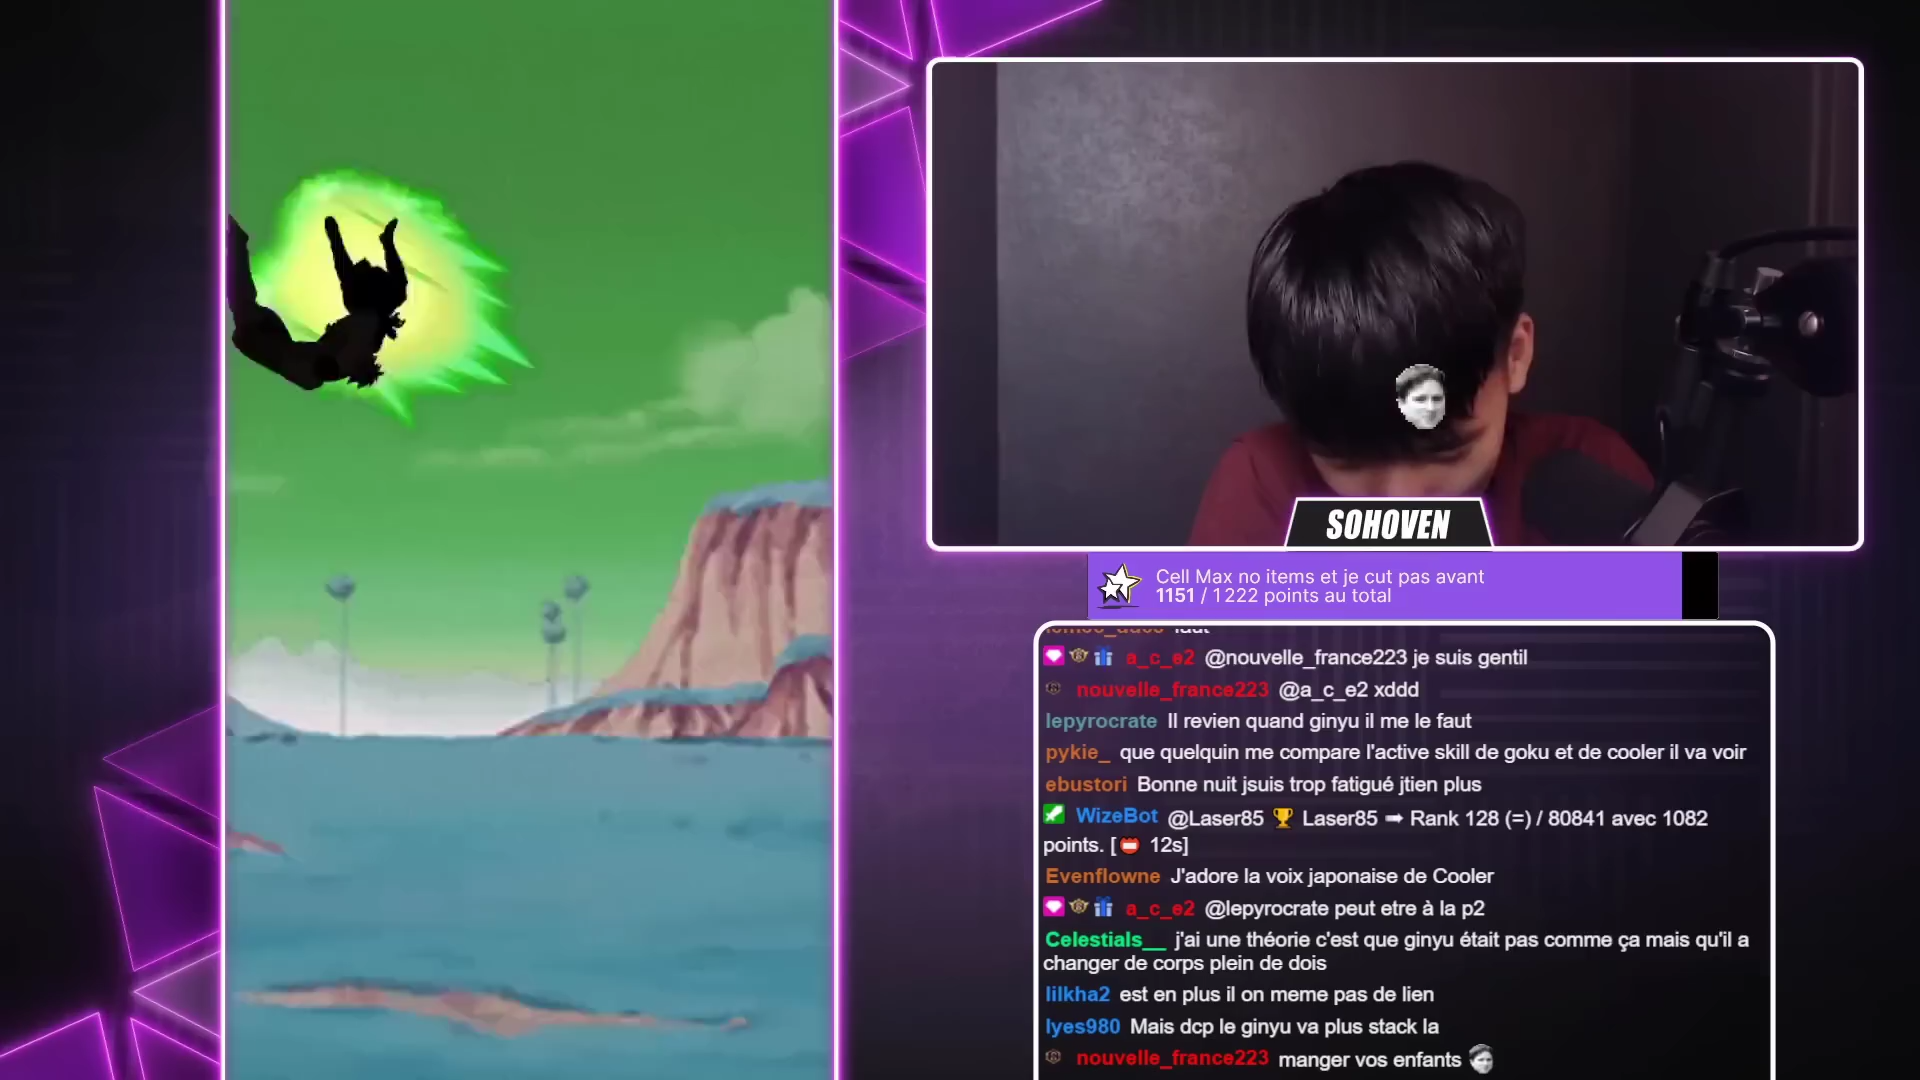 SOHOVEN
Cell Max no items et je cut pas avant
1151 / 1222 points au total
faut
a_c_e2 @nouvelle_france223 je suis gentil
nouvelle_france223 @a_c_e2 xddd
lepyrocrate Il revien quand ginyu il me le faut
pykie_ que quelquin me compare l'active skill de goku et de cooler il va voir
ebustori Bonne nuit jsuis trop fatigué jtien plus
WizeBot @Laser85 🏆 Laser85 ➡ Rank 128 (=) / 80841 avec 1082
points. [📛 12s]
Evenflowne J'adore la voix japonaise de Cooler
a_c_e2 @lepyrocrate peut etre à la p2
Celestials__ j'ai une théorie c'est que ginyu était pas comme ça mais qu'il a
changer de corps plein de dois
lilkha2 est en plus il on meme pas de lien
lyes980 Mais dcp le ginyu va plus stack la
nouvelle_france223 manger vos enfants